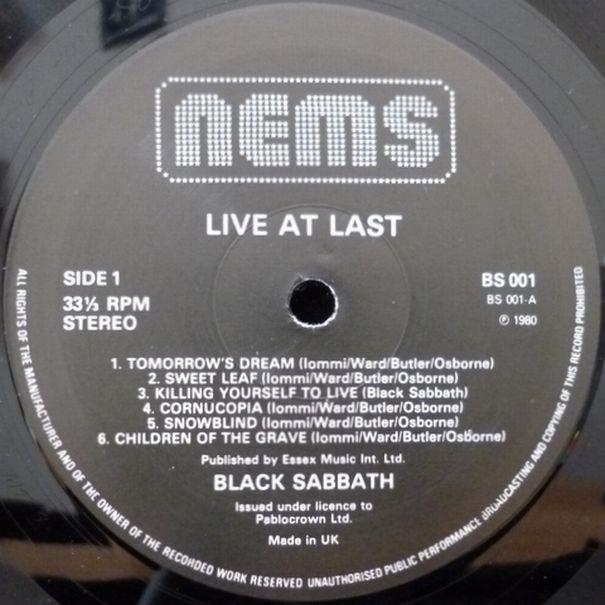 NEMS
LIVE AT LAST
SIDE 1
33⅓ RPM
STEREO
BS 001
BS 001-A
℗ 1980
1. TOMORROW'S DREAM (Iommi/Ward/Butler/Osborne)
2. SWEET LEAF (Iommi/Ward/Butler/Osborne)
3. KILLING YOURSELF TO LIVE (Black Sabbath)
4. CORNUCOPIA (Iommi/Ward/Butler/Osborne)
5. SNOWBLIND (Iommi/Ward/Butler/Osborne)
6. CHILDREN OF THE GRAVE (Iommi/Ward/Butler/Osborne)
Published by Essex Music Int. Ltd.
BLACK SABBATH
Issued under licence to
Pablocrown Ltd.
Made in UK
ALL RIGHTS OF THE MANUFACTURER AND OF THE OWNER OF THE RECORDED WORK RESERVED UNAUTHORISED PUBLIC PERFORMANCE BROADCASTING AND COPYING OF THIS RECORD PROHIBITED